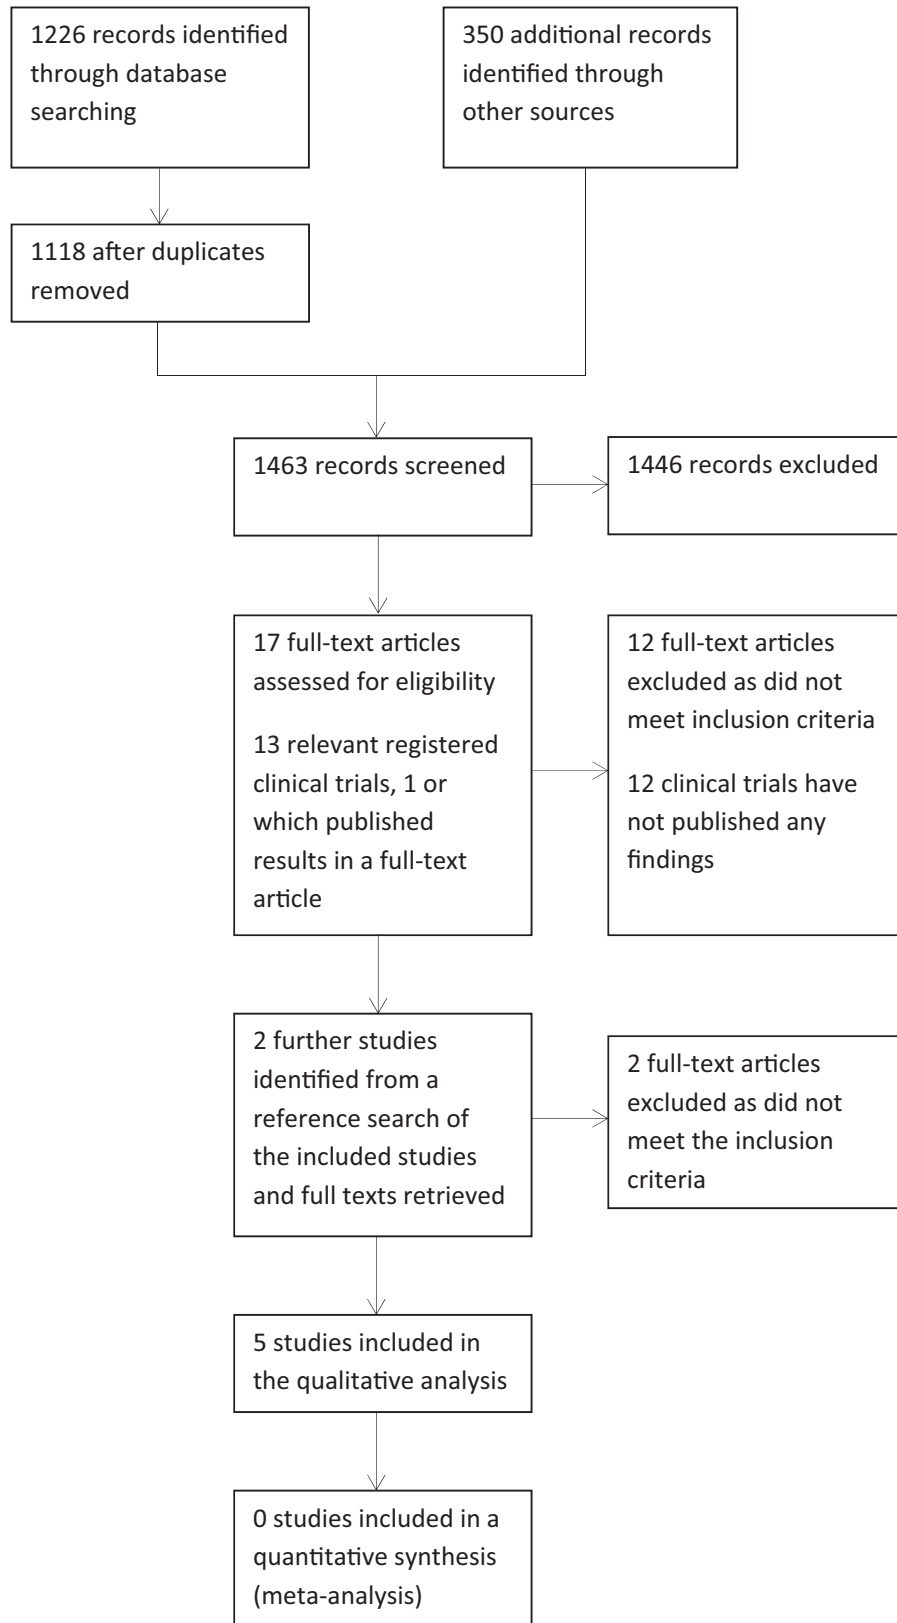 1226 records identified
through database
searching
350 additional records
identified through
other sources
1118 after duplicates
removed
1463 records screened
1446 records excluded
17 full-text articles
assessed for eligibility
13 relevant registered
clinical trials, 1 or
which published
results in a full-text
article
12 full-text articles
excluded as did not
meet inclusion criteria
12 clinical trials have
not published any
findings
2 further studies
identified from a
reference search of
the included studies
and full texts retrieved
2 full-text articles
excluded as did not
meet the inclusion
criteria
5 studies included in
the qualitative analysis
0 studies included in a
quantitative synthesis
(meta-analysis)